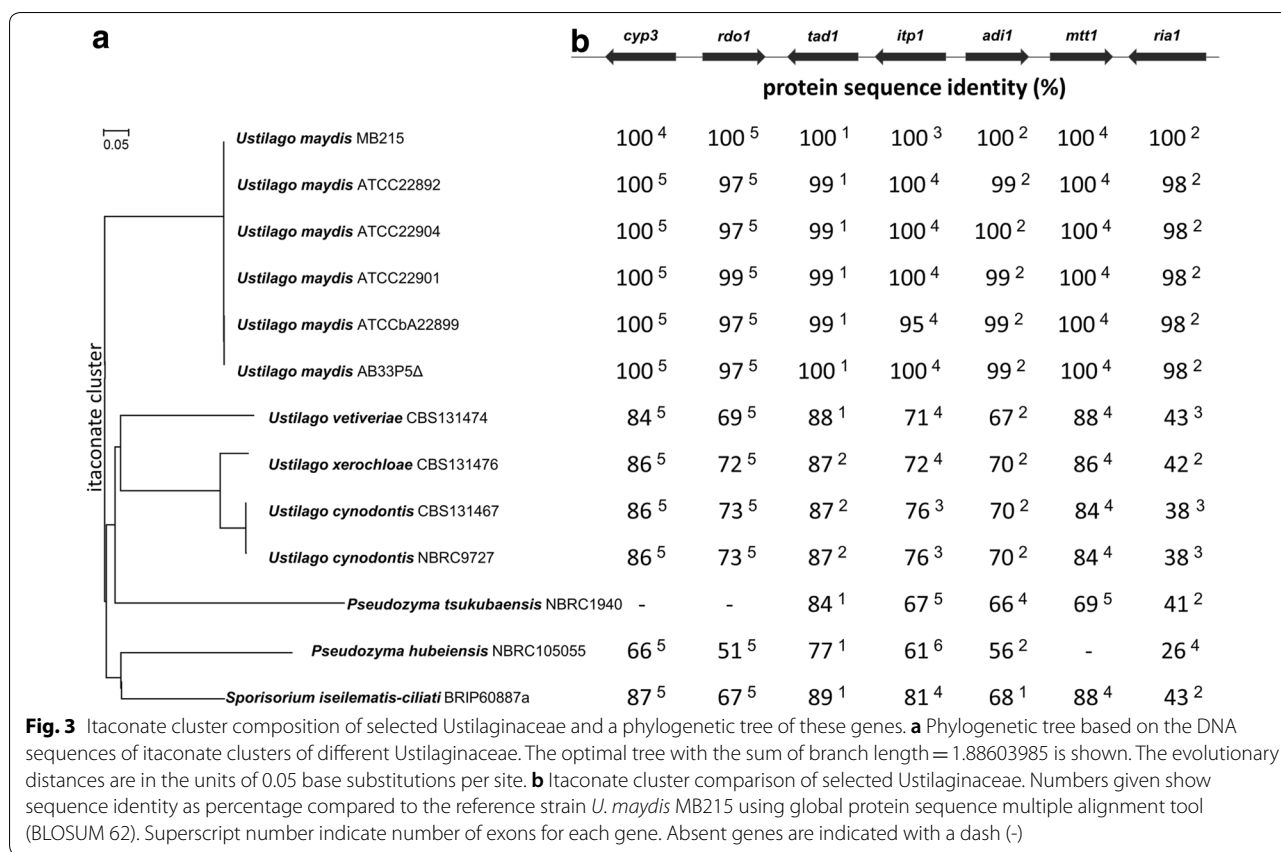 a
b cyp3 rdo1 tad1 itp1 adi1 mtt1 ria1
protein sequence identity (%)
0.05
itaconate cluster
Ustilago maydis MB215 100 4 100 5 100 1 100 3 100 2 100 4 100 2
Ustilago maydis ATCC22892 100 5 97 5 99 1 100 4 99 2 100 4 98 2
Ustilago maydis ATCC22904 100 5 97 5 99 1 100 4 100 2 100 4 98 2
Ustilago maydis ATCC22901 100 5 99 5 99 1 100 4 99 2 100 4 98 2
Ustilago maydis ATCCbA22899 100 5 97 5 99 1 95 4 99 2 100 4 98 2
Ustilago maydis AB33P5Δ 100 5 97 5 100 1 100 4 99 2 100 4 98 2
Ustilago vetiveriae CBS131474 84 5 69 5 88 1 71 4 67 2 88 4 43 3
Ustilago xerochloae CBS131476 86 5 72 5 87 2 72 4 70 2 86 4 42 2
Ustilago cynodontis CBS131467 86 5 73 5 87 2 76 3 70 2 84 4 38 3
Ustilago cynodontis NBRC9727 86 5 73 5 87 2 76 3 70 2 84 4 38 3
Pseudozyma tsukubaensis NBRC1940 - - 84 1 67 5 66 4 69 5 41 2
Pseudozyma hubeiensis NBRC105055 66 5 51 5 77 1 61 6 56 2 - 26 4
Sporisorium iseilematis-ciliati BRIP60887a 87 5 67 5 89 1 81 4 68 1 88 4 43 2
Fig. 3 Itaconate cluster composition of selected Ustilaginaceae and a phylogenetic tree of these genes. a Phylogenetic tree based on the DNA
sequences of itaconate clusters of different Ustilaginaceae. The optimal tree with the sum of branch length = 1.88603985 is shown. The evolutionary
distances are in the units of 0.05 base substitutions per site. b Itaconate cluster comparison of selected Ustilaginaceae. Numbers given show
sequence identity as percentage compared to the reference strain U. maydis MB215 using global protein sequence multiple alignment tool
(BLOSUM 62). Superscript number indicate number of exons for each gene. Absent genes are indicated with a dash (-)